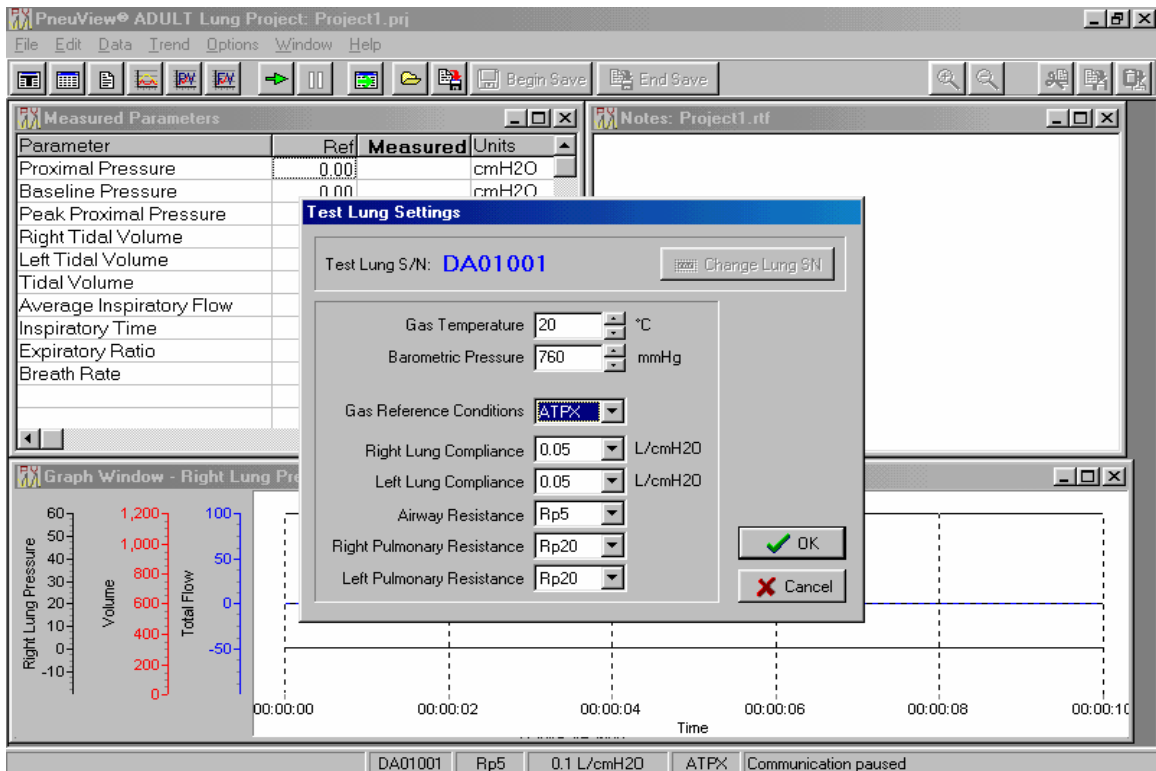 PneuView® ADULT Lung Project: Project1.prj
File Edit Data Trend Options Window Help
Begin Save End Save
Measured Parameters
Parameter Ref Measured Units
Proximal Pressure 0.00 cmH2O
Baseline Pressure 0.00 cmH2O
Peak Proximal Pressure
Right Tidal Volume
Left Tidal Volume
Tidal Volume
Average Inspiratory Flow
Inspiratory Time
Expiratory Ratio
Breath Rate
Notes: Project1.rtf
Test Lung Settings
Test Lung S/N: DA01001 Change Lung SN
Gas Temperature 20 °C
Barometric Pressure 760 mmHg
Gas Reference Conditions ATPX
Right Lung Compliance 0.05 L/cmH2O
Left Lung Compliance 0.05 L/cmH2O
Airway Resistance Rp5
Right Pulmonary Resistance Rp20
Left Pulmonary Resistance Rp20
OK
Cancel
Graph Window - Right Lung Pre
Right Lung Pressure
60
50
40
30
20
10
0
-10
Volume
1,200
1,000
800
600
400
200
0
Total Flow
100
50
0
-50
00:00:00 00:00:02 00:00:04 00:00:06 00:00:08 00:00:10
Time
DA01001 Rp5 0.1 L/cmH2O ATPX Communication paused